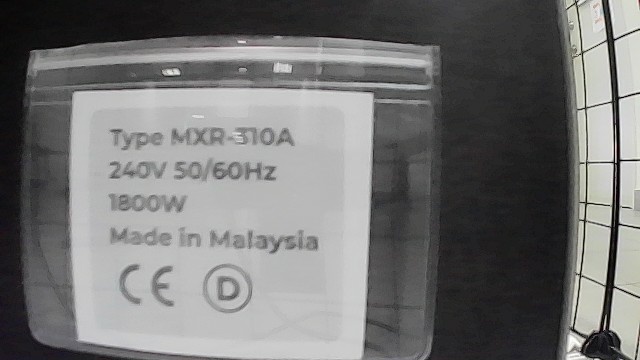 Type MXR-310A
240V 50/60Hz
1800W
Made in Malaysia
CE D